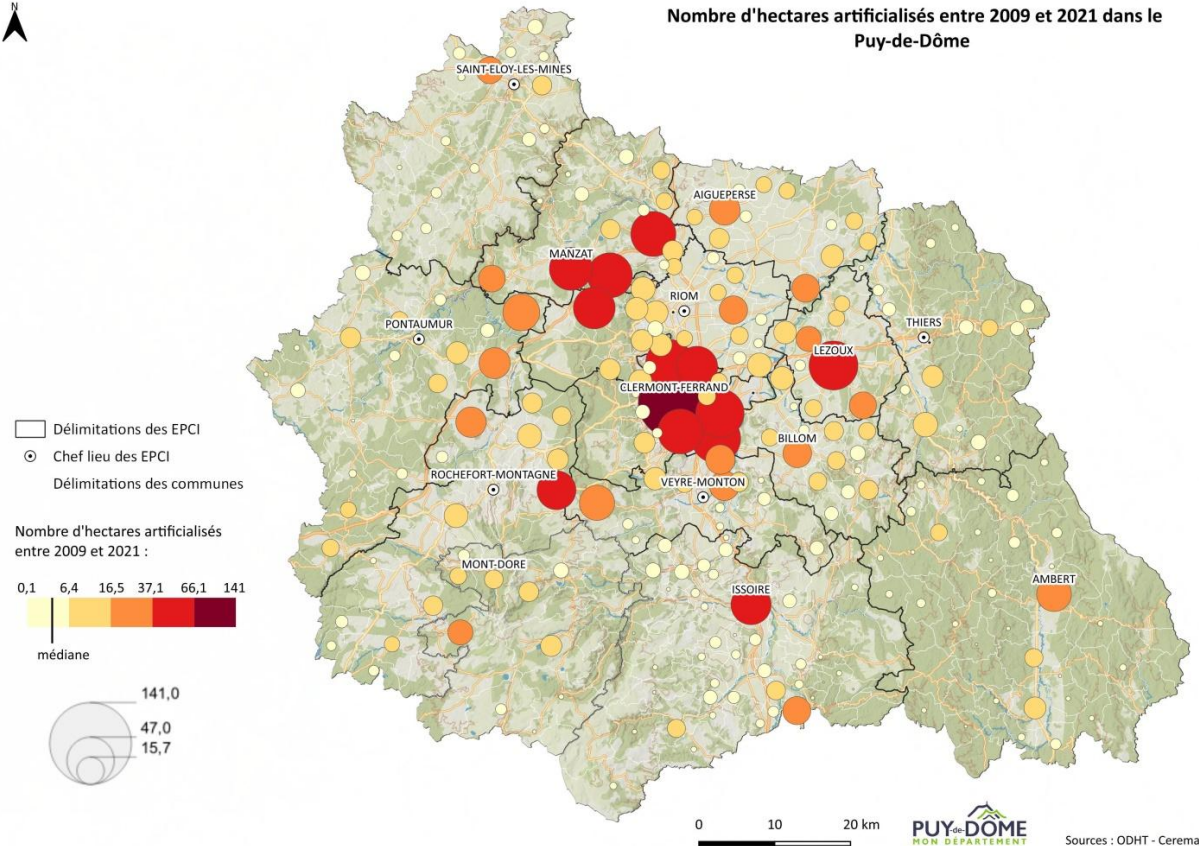 N
Nombre d'hectares artificialisés entre 2009 et 2021 dans le
Puy-de-Dôme
SAINT-ELOY-LES-MINES
AIGUEPERSE
MANZAT
RIOM
PONTAUMUR
THIERS
LEZOUX
CLERMONT-FERRAND
BILLOM
ROCHEFORT-MONTAGNE
VEYRE-MONTON
MONT-DORE
ISSOIRE
AMBERT
Délimitations des EPCI
Chef lieu des EPCI
Délimitations des communes
Nombre d'hectares artificialisés
entre 2009 et 2021 :
0,1 6,4 16,5 37,1 66,1 141
médiane
141,0
47,0
15,7
0 10 20 km
PUY-de-DÔME
MON DÉPARTEMENT
Sources : ODHT - Cerema